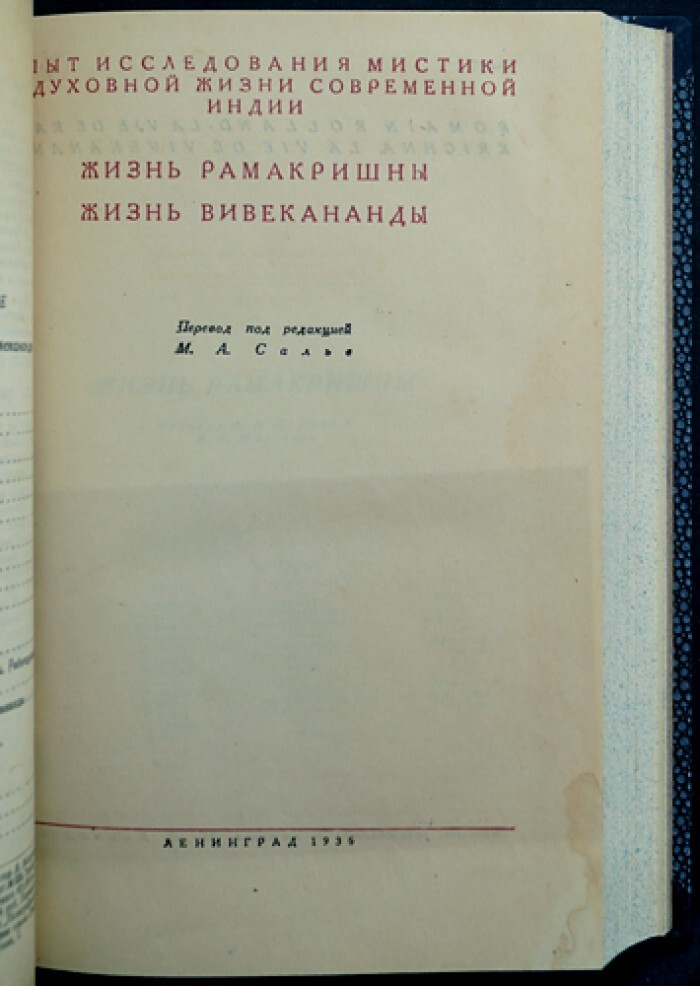 ЫТ ИССЛЕДОВАНИЯ МИСТИКИ
ДУХОВНОЙ ЖИЗНИ СОВРЕМЕННОЙ
ИНДИИ
ЖИЗНЬ РАМАКРИШНЫ
ЖИЗНЬ ВИВЕКАНАНДЫ
Перевод под редакцией
М. А. Салье
ЛЕНИНГРАД 1936